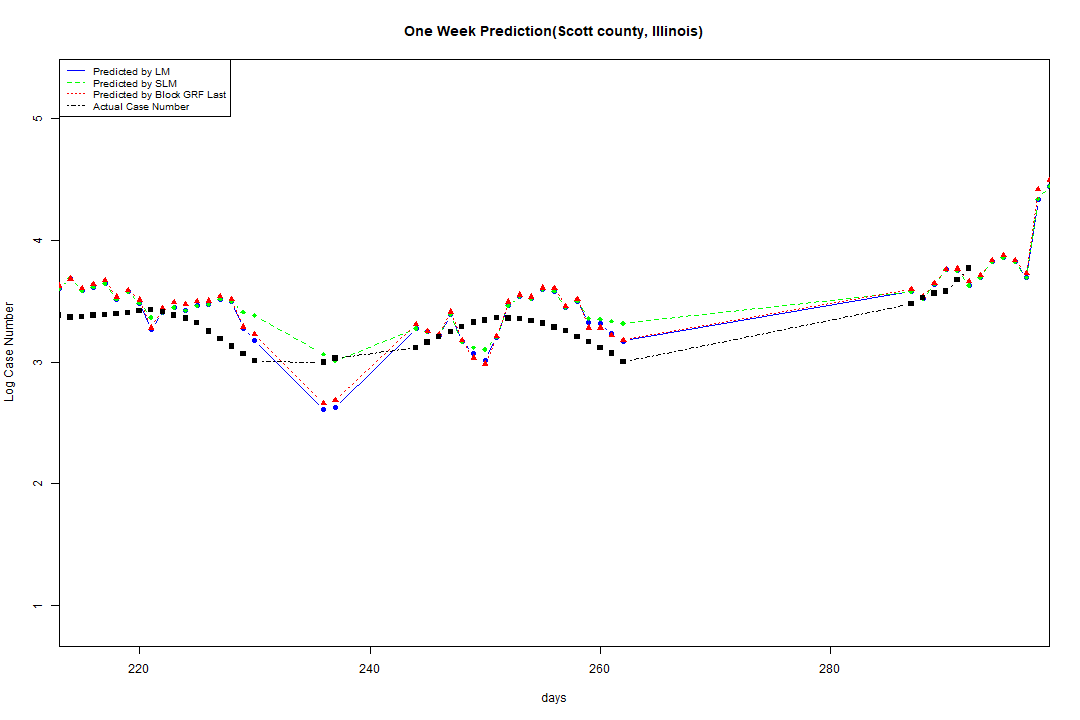 One Week Prediction(Scott county, Illinois)
Predicted by LM
Predicted by SLM
Predicted by Block GRF Last
Actual Case Number
5
4
3
2
1
Log Case Number
220 240 260 280
days